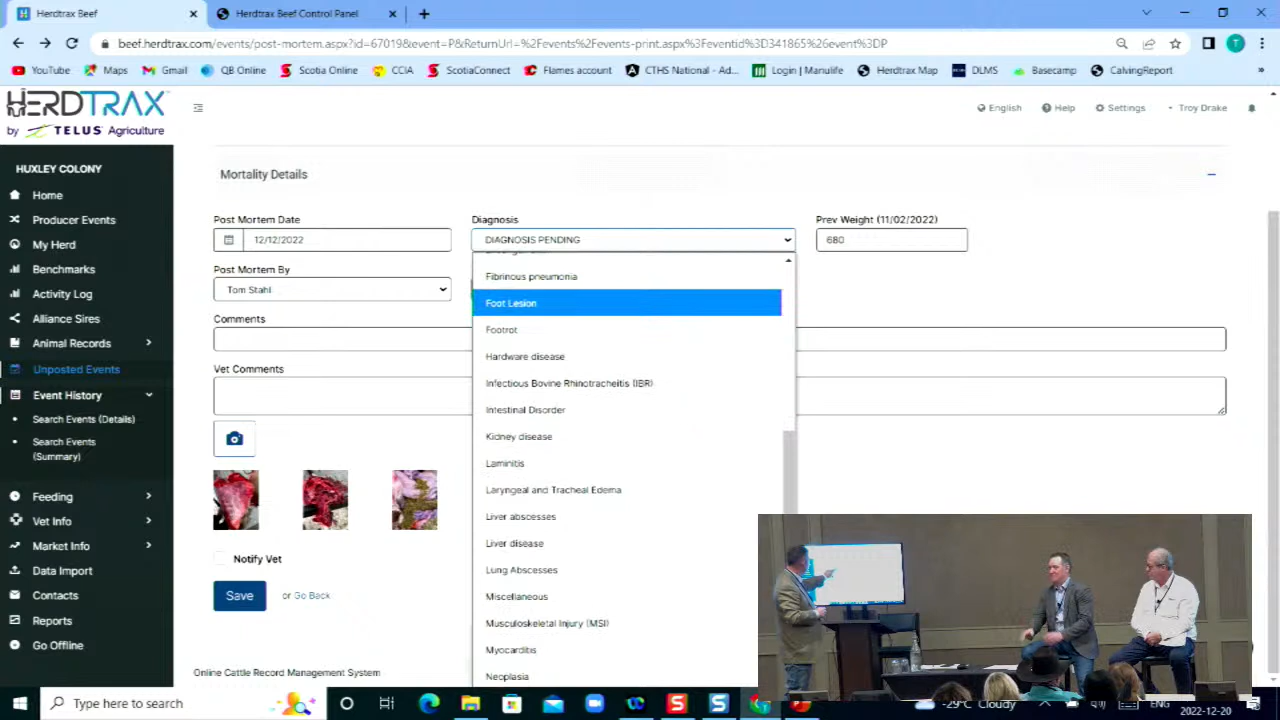 Herdtrax Beef
Herdtrax Beef Control Panel
beef.herdtrax.com/events/post-mortem.aspx?id=67019&event=P&ReturnUrl=%2Fevents%2Fevents-print.aspx%3Feventid%3D341865%26event%3DP
YouTube Maps Gmail QB Online Scotia Online CCIA ScotiaConnect Flames account CTHS National - Ad... Login | Manulife Herdtrax Map DLMS Basecamp CalvingReport
HERDTRAX
by TELUS Agriculture
English Help Settings Troy Drake
HUXLEY COLONY
Home
Producer Events
My Herd
Benchmarks
Activity Log
Alliance Sires
Animal Records
Unposted Events
Event History
Search Events (Details)
Search Events
(Summary)
Feeding
Vet Info
Market Info
Data Import
Contacts
Reports
Go Offline
Mortality Details
Post Mortem Date
12/12/2022
Diagnosis
DIAGNOSIS PENDING
Prev Weight (11/02/2022)
680
Post Mortem By
Tom Stahl
Comments
Vet Comments
Fibrinous pneumonia
Foot Lesion
Footrot
Hardware disease
Infectious Bovine Rhinotracheitis (IBR)
Intestinal Disorder
Kidney disease
Laminitis
Laryngeal and Tracheal Edema
Liver abscesses
Liver disease
Lung Abscesses
Miscellaneous
Musculoskeletal Injury (MSI)
Myocarditis
Neoplasia
Notify Vet
Save or Go Back
Online Cattle Record Management System
Type here to search
-29°C Cloudy
ENG
2022-12-20